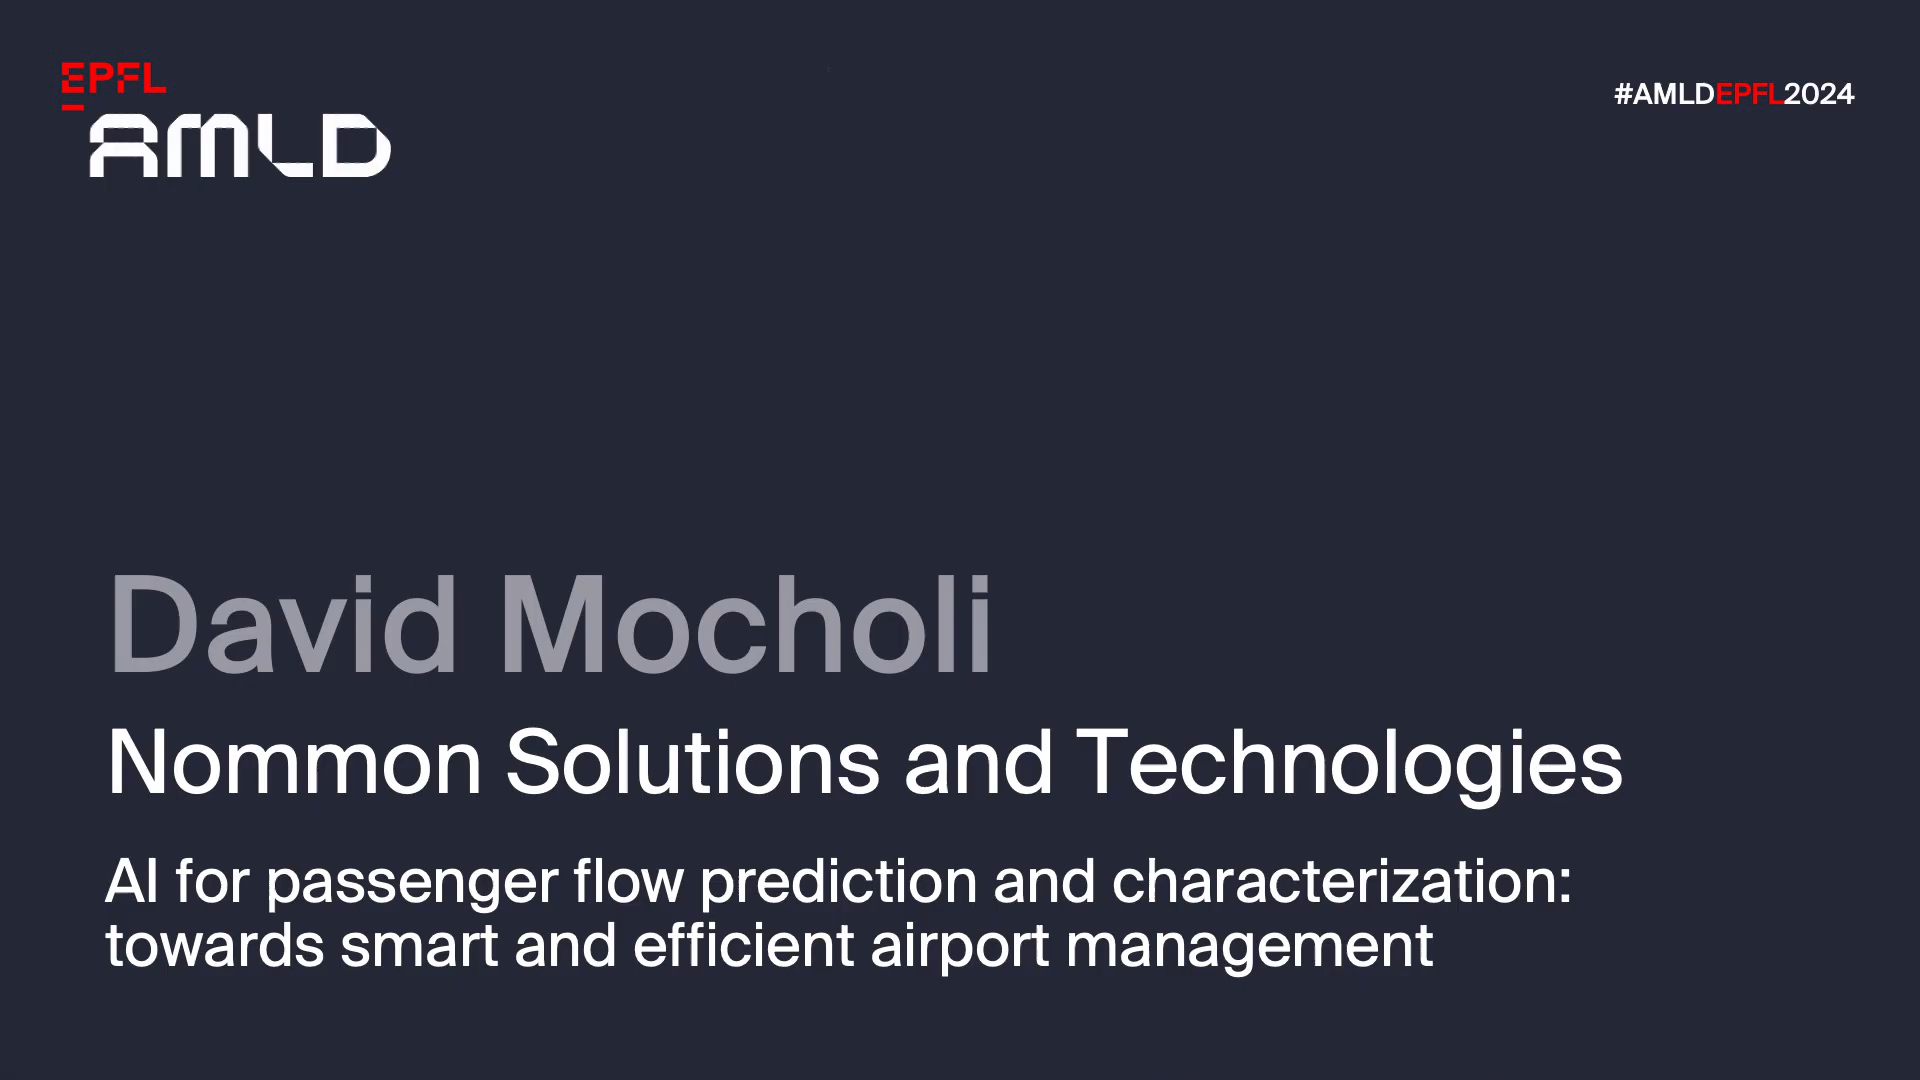 EPFL
AMLD
#AMLDEPFL2024
David Mocholi
Nommon Solutions and Technologies
AI for passenger flow prediction and characterization:
towards smart and efficient airport management